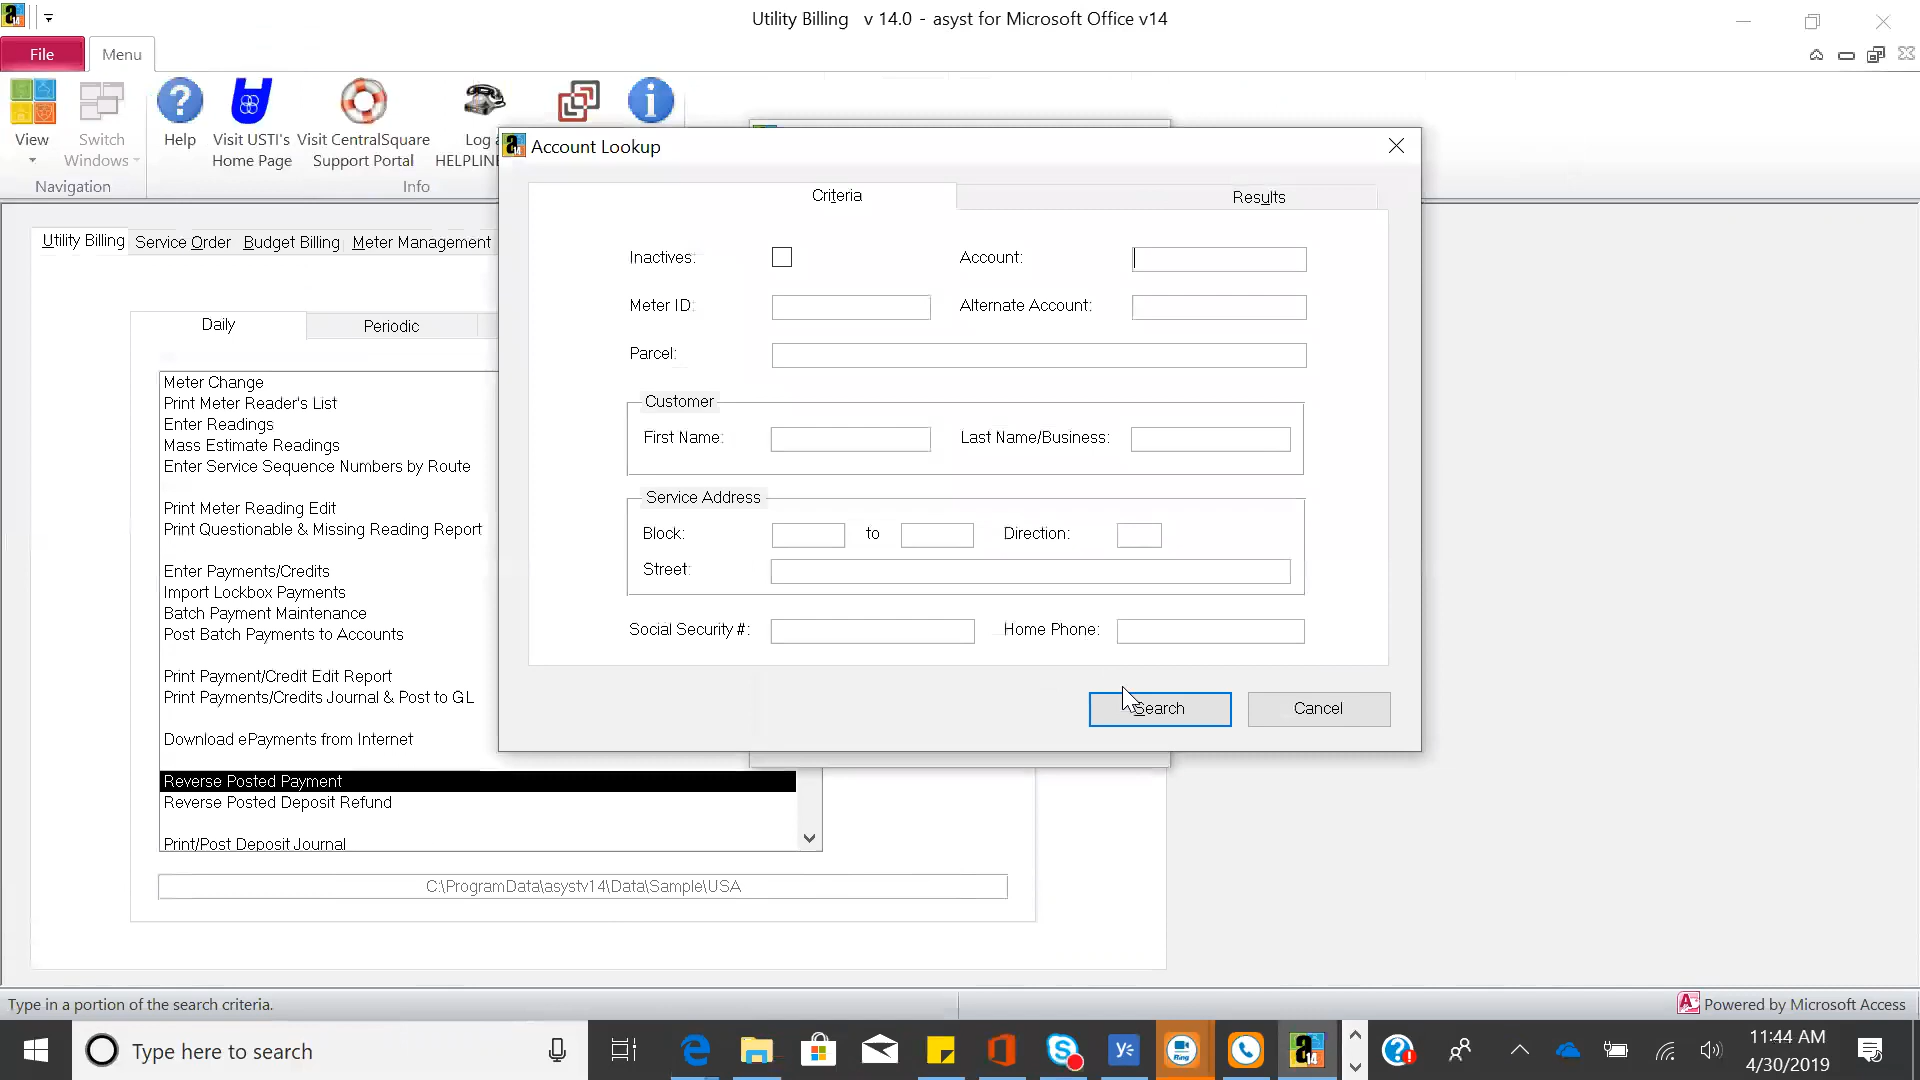 Utility Billing v 14.0 - asyst for Microsoft Office v14
File
Menu
View
Switch Windows
Navigation
Help
Visit USTI's Home Page
Visit CentralSquare Support Portal
Log
HELPLINE
Info
Account Lookup
Criteria
Results
Utility Billing
Service Order
Budget Billing
Meter Management
Daily
Periodic
Inactives:
Account:
Meter ID:
Alternate Account:
Parcel:
Customer
First Name:
Last Name/Business:
Service Address
Block:
to
Direction:
Street:
Social Security #:
Home Phone:
Search
Cancel
Meter Change
Print Meter Reader's List
Enter Readings
Mass Estimate Readings
Enter Service Sequence Numbers by Route
Print Meter Reading Edit
Print Questionable & Missing Reading Report
Enter Payments/Credits
Import Lockbox Payments
Batch Payment Maintenance
Post Batch Payments to Accounts
Print Payment/Credit Edit Report
Print Payments/Credits Journal & Post to GL
Download ePayments from Internet
Reverse Posted Payment
Reverse Posted Deposit Refund
Print/Post Deposit Journal
C:\ProgramData\asystv14\Data\Sample\USA
Type in a portion of the search criteria.
Powered by Microsoft Access
Type here to search
11:44 AM
4/30/2019